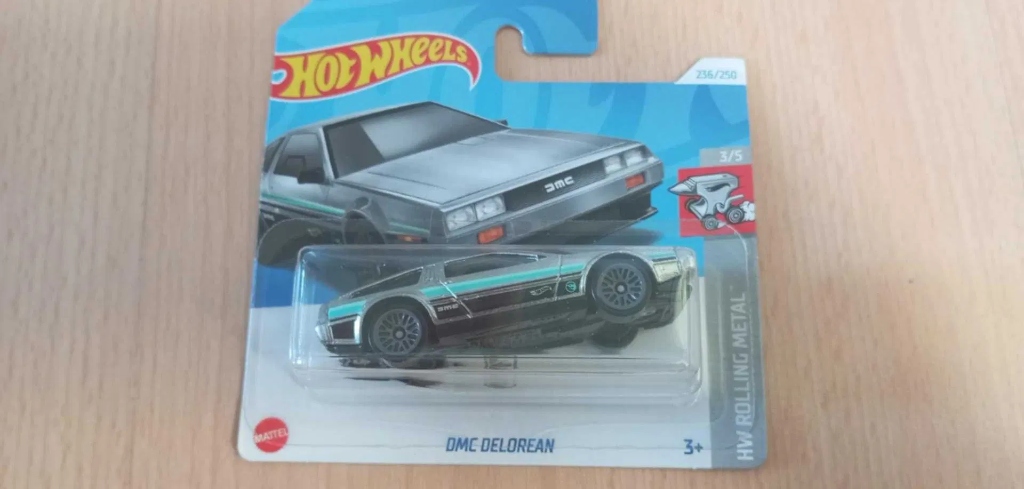 HOT WHEELS
236/250
3/5
DMC
DMC
HW ROLLING METAL
MATTEL
DMC DELOREAN
3+